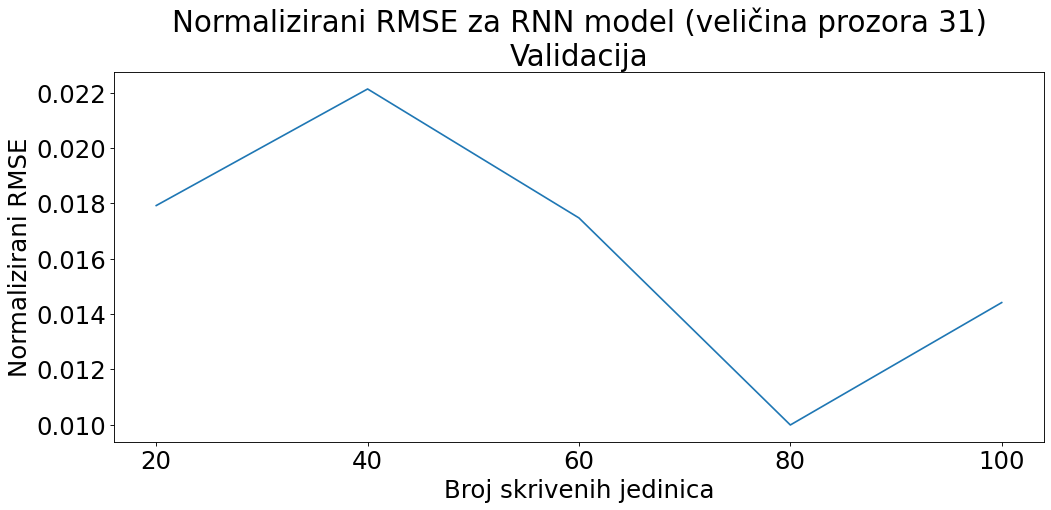 Normalizirani RMSE za RNN model (veličina prozora 31)
Validacija
Normalizirani RMSE
0.022
0.020
0.018
0.016
0.014
0.012
0.010
20 40 60 80 100
Broj skrivenih jedinica